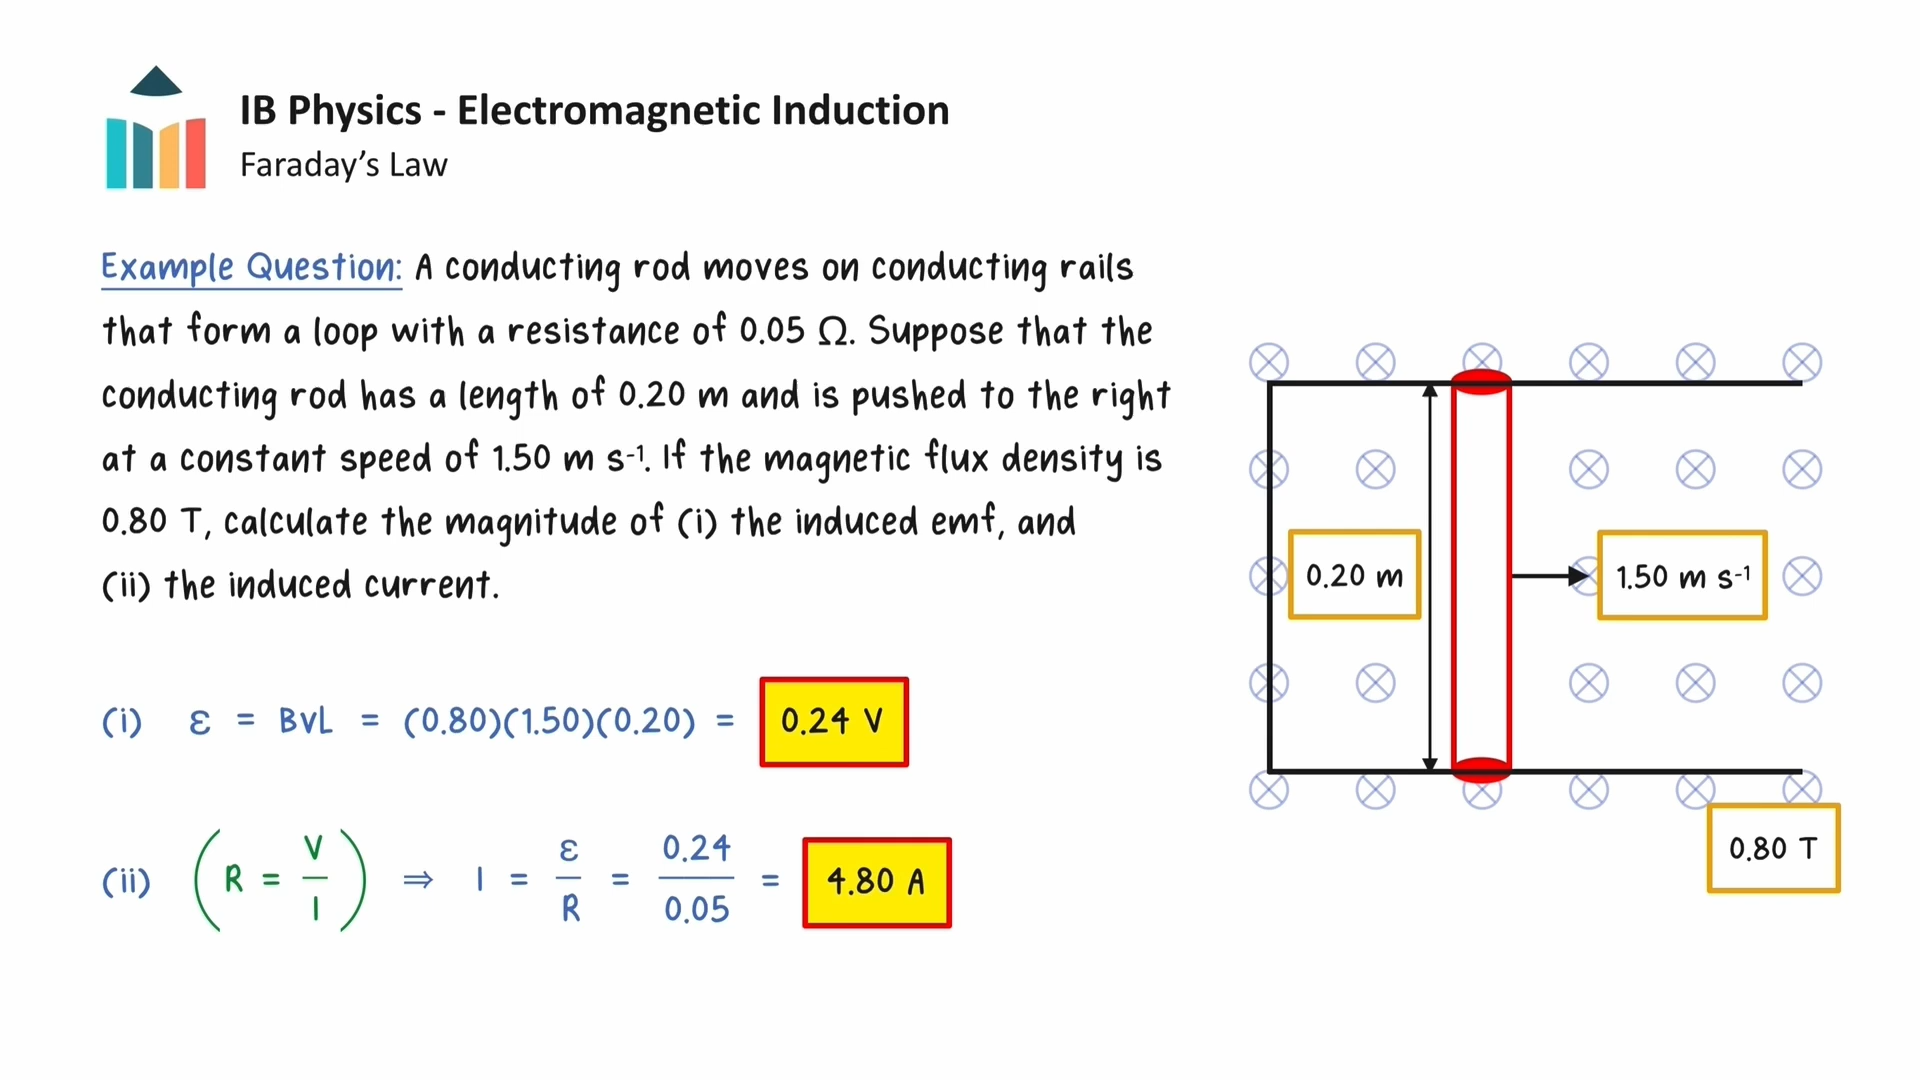 IB Physics - Electromagnetic Induction
Faraday's Law
Example Question: A conducting rod moves on conducting rails
that form a loop with a resistance of 0.05 Ω. Suppose that the
conducting rod has a length of 0.20 m and is pushed to the right
at a constant speed of 1.50 m s⁻¹. If the magnetic flux density is
0.80 T, calculate the magnitude of (i) the induced emf, and
(ii) the induced current.
(i) ε = BvL = (0.80)(1.50)(0.20) = 0.24 V
(ii) (R = V/I) ⇒ I = ε/R = 0.24/0.05 = 4.80 A
0.20 m
1.50 m s⁻¹
0.80 T